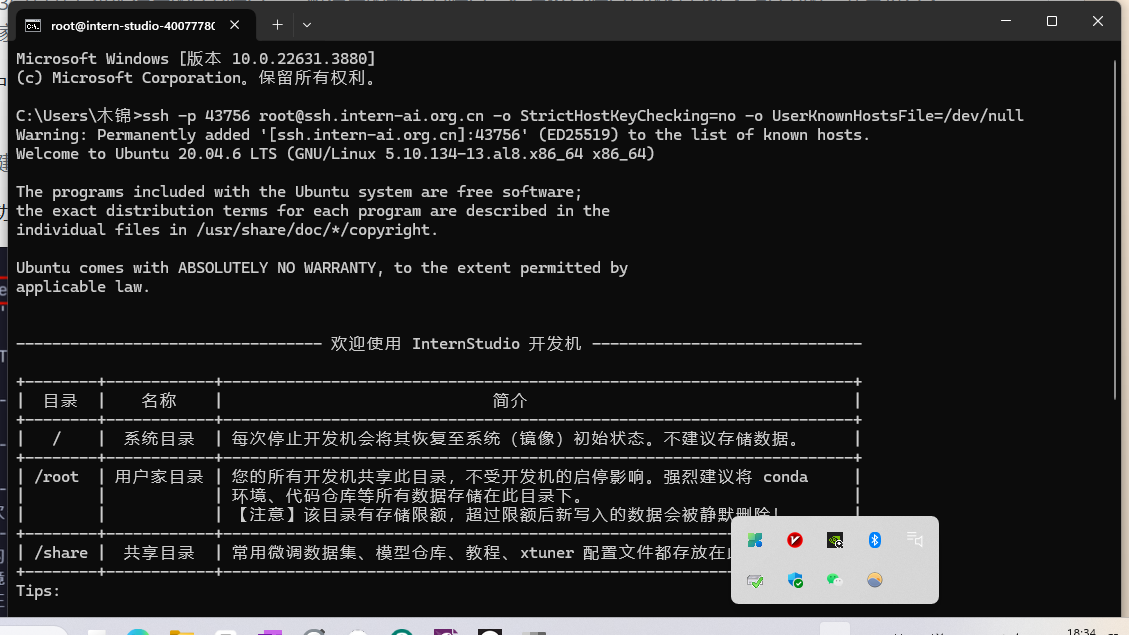 root@intern-studio-4007778(
Microsoft Windows [版本 10.0.22631.3880]
(c) Microsoft Corporation。保留所有权利。
C:\Users\木锦>ssh -p 43756 root@ssh.intern-ai.org.cn -o StrictHostKeyChecking=no -o UserKnownHostsFile=/dev/null
Warning: Permanently added '[ssh.intern-ai.org.cn]:43756' (ED25519) to the list of known hosts.
Welcome to Ubuntu 20.04.6 LTS (GNU/Linux 5.10.134-13.al8.x86_64 x86_64)
The programs included with the Ubuntu system are free software;
the exact distribution terms for each program are described in the
individual files in /usr/share/doc/*/copyright.
Ubuntu comes with ABSOLUTELY NO WARRANTY, to the extent permitted by
applicable law.
---------------------------------- 欢迎使用 InternStudio 开发机 ------------------------------
目录 | 名称 | 简介
/ | 系统目录 | 每次停止开发机会将其恢复至系统（镜像）初始状态。不建议存储数据。
/root | 用户家目录 | 您的所有开发机共享此目录，不受开发机的启停影响。强烈建议将 conda
环境、代码仓库等所有数据存储在此目录下。
【注意】该目录有存储限额，超过限额后新写入的数据会被静默删除！
/share | 共享目录 | 常用微调数据集、模型仓库、教程、xtuner 配置文件都存放在
Tips:
18:34